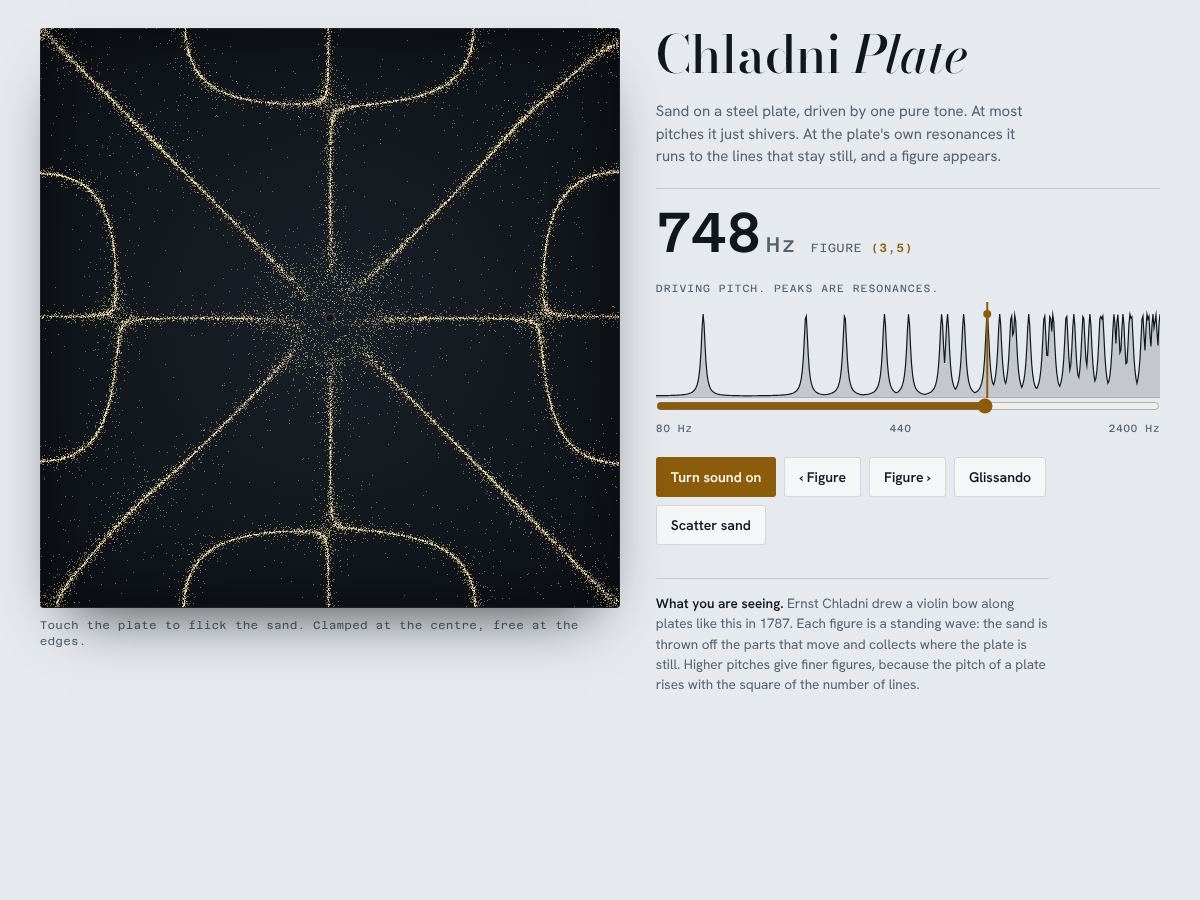 Chladni Plate
Sand on a steel plate, driven by one pure tone. At most
pitches it just shivers. At the plate's own resonances it
runs to the lines that stay still, and a figure appears.
748 Hz FIGURE (3,5)
DRIVING PITCH. PEAKS ARE RESONANCES.
80 Hz 440 2400 Hz
Turn sound on ‹ Figure Figure › Glissando
Scatter sand
Touch the plate to flick the sand. Clamped at the centre, free at the
edges.
What you are seeing. Ernst Chladni drew a violin bow along
plates like this in 1787. Each figure is a standing wave: the sand is
thrown off the parts that move and collects where the plate is
still. Higher pitches give finer figures, because the pitch of a plate
rises with the square of the number of lines.